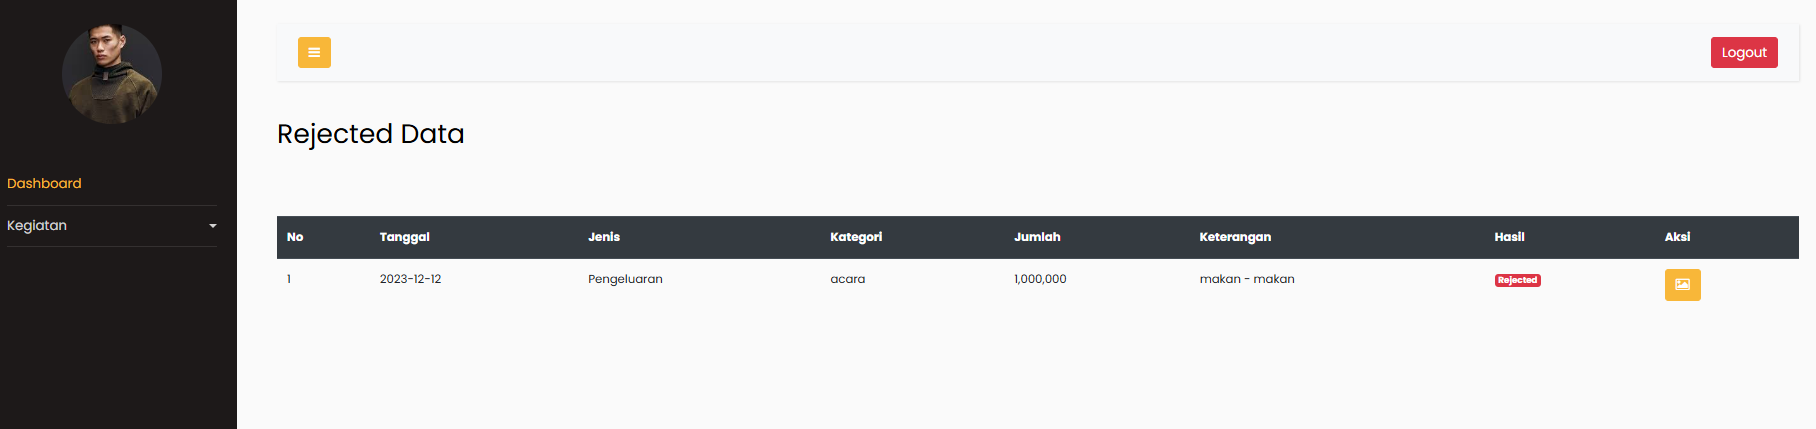 Logout
Rejected Data
Dashboard
Kegiatan
No Tanggal Jenis Kategori Jumlah Keterangan Hasil Aksi
1 2023-12-12 Pengeluaran acara 1,000,000 makan - makan Rejected